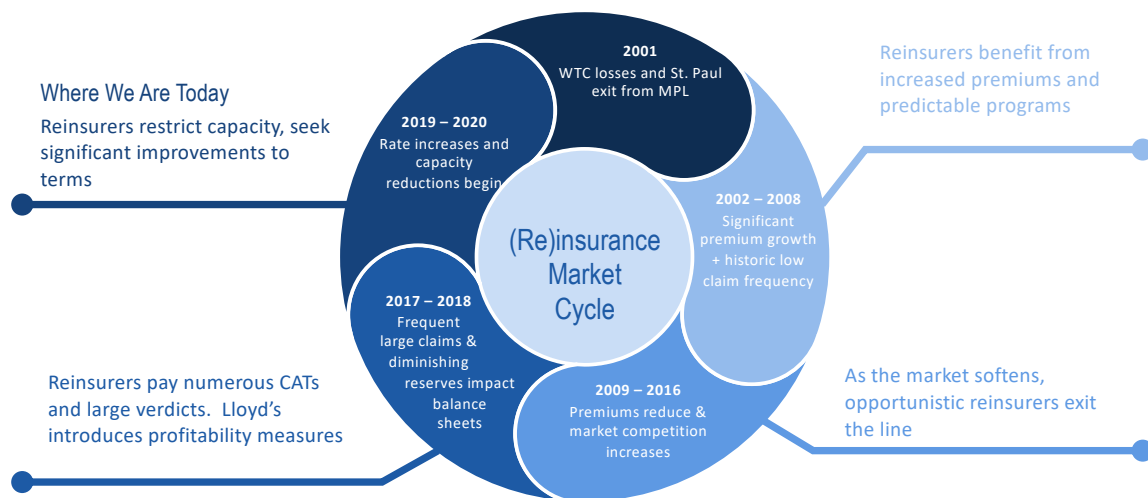 2001
WTC losses and St. Paul
exit from MPL
Reinsurers benefit from
increased premiums and
predictable programs
Where We Are Today
Reinsurers restrict capacity, seek
significant improvements to
terms
2019 – 2020
Rate increases and
capacity
reductions begin
2002 – 2008
Significant
premium growth
+ historic low
claim frequency
(Re)insurance
Market
Cycle
2017 – 2018
Frequent
large claims &
diminishing
reserves impact
balance
sheets
2009 – 2016
Premiums reduce &
market competition
increases
Reinsurers pay numerous CATs
and large verdicts.  Lloyd’s
introduces profitability measures
As the market softens,
opportunistic reinsurers exit
the line